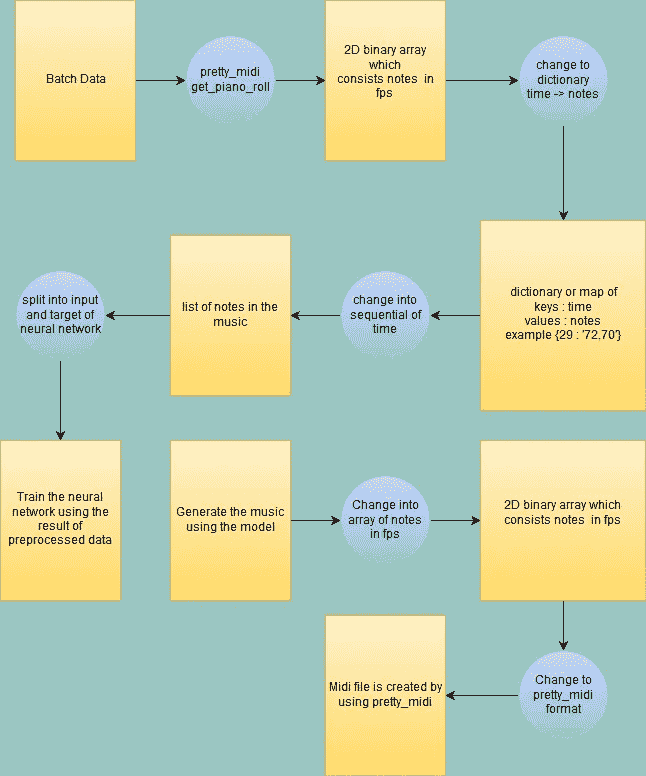 Batch Data
pretty_midi
get_piano_roll
2D binary array
which
consists notes in
fps
change to
dictionary
time -> notes
split into input
and target of
neural network
list of notes in the
music
change into
sequential of
time
dictionary or map of
keys : time
values : notes
example {29 : '72,70'}
Train the neural
network using the
result of
preprocessed data
Generate the music
using the model
Change into
array of notes
in fps
2D binary array which
consists notes in fps
Midi file is created by
using pretty_midi
Change to
pretty_midi
format